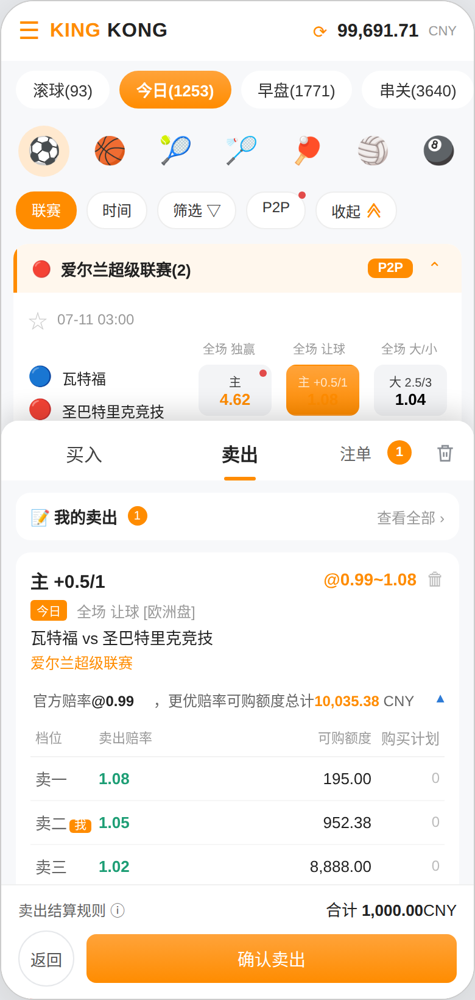 KING KONG
99,691.71 CNY
滚球(93) 今日(1253) 早盘(1771) 串关(3640)
联赛 时间 筛选 ▽ P2P 收起
爱尔兰超级联赛(2) P2P
07-11 03:00
全场 独赢 全场 让球 全场 大/小
瓦特福
圣巴特里克竞技
主 主 +0.5/1 大 2.5/3
4.62 1.08 1.04
买入 卖出 注单 1
我的卖出 1 查看全部 ›
主 +0.5/1 @0.99~1.08
今日 全场 让球 [欧洲盘]
瓦特福 vs 圣巴特里克竞技
爱尔兰超级联赛
官方赔率@0.99 ，更优赔率可购额度总计10,035.38 CNY ▲
档位 卖出赔率 可购额度 购买计划
卖一 1.08 195.00 0
卖二 我 1.05 952.38 0
卖三 1.02 8,888.00 0
卖出结算规则 ⓘ 合计 1,000.00CNY
返回 确认卖出